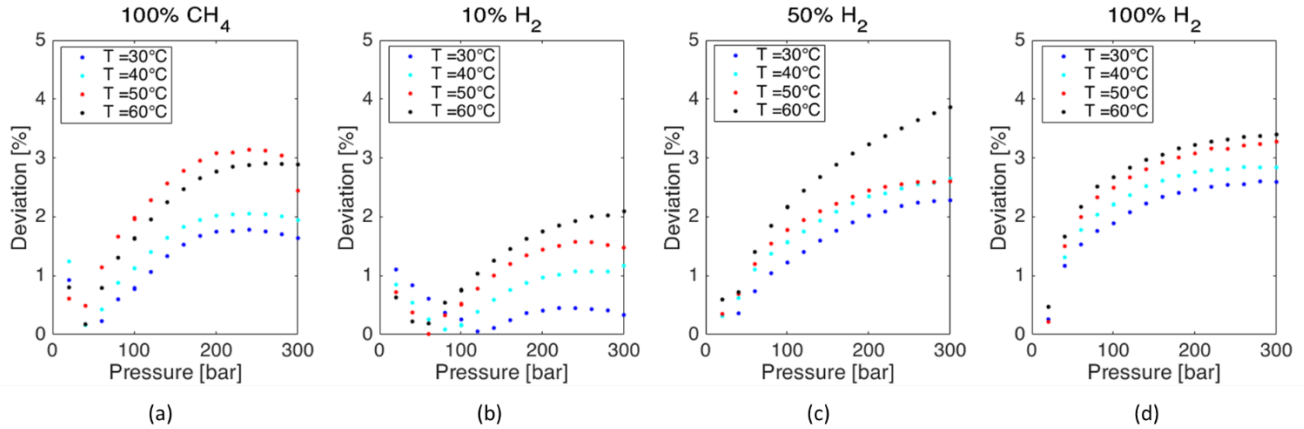 100% CH4
5
4
3
2
1
0
Deviation [%]
T =30°C
T =40°C
T =50°C
T =60°C
0 100 200 300
Pressure [bar]
(a)
10% H2
5
4
3
2
1
0
Deviation [%]
T =30°C
T =40°C
T =50°C
T =60°C
0 100 200 300
Pressure [bar]
(b)
50% H2
5
4
3
2
1
0
Deviation [%]
T =30°C
T =40°C
T =50°C
T =60°C
0 100 200 300
Pressure [bar]
(c)
100% H2
5
4
3
2
1
0
Deviation [%]
T =30°C
T =40°C
T =50°C
T =60°C
0 100 200 300
Pressure [bar]
(d)